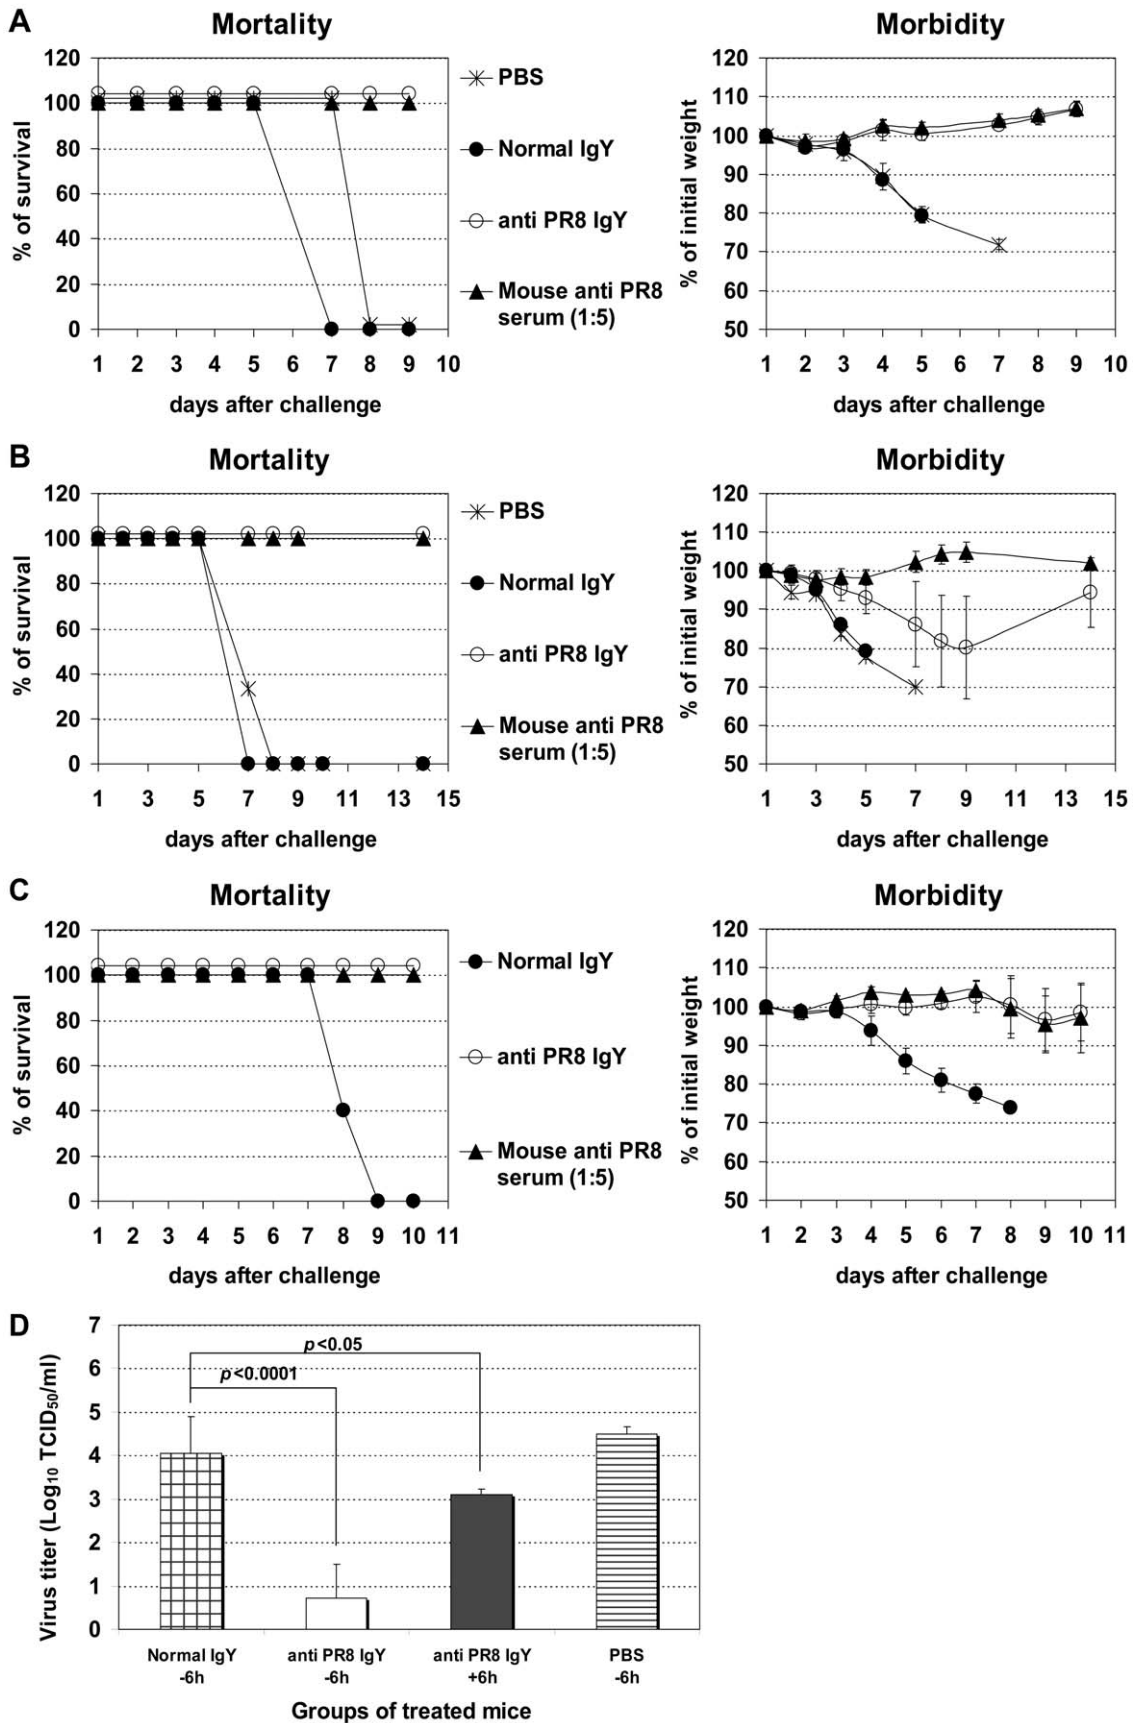 A
Mortality
Morbidity
120
100
80
60
40
20
0
% of survival
1 2 3 4 5 6 7 8 9 10
days after challenge
PBS
Normal IgY
anti PR8 IgY
Mouse anti PR8
serum (1:5)
120
110
100
90
80
70
60
50
% of initial weight
1 2 3 4 5 6 7 8 9 10
days after challenge
B
Mortality
Morbidity
120
100
80
60
40
20
0
% of survival
1 3 5 7 9 11 13 15
days after challenge
PBS
Normal IgY
anti PR8 IgY
Mouse anti PR8
serum (1:5)
120
110
100
90
80
70
60
50
% of initial weight
1 3 5 7 9 11 13 15
days after challenge
C
Mortality
Morbidity
120
100
80
60
40
20
0
% of survival
1 2 3 4 5 6 7 8 9 10 11
days after challenge
Normal IgY
anti PR8 IgY
Mouse anti PR8
serum (1:5)
120
110
100
90
80
70
60
50
% of initial weight
1 2 3 4 5 6 7 8 9 10 11
days after challenge
D
7
6
5
4
3
2
1
0
Virus titer (Log10 TCID50/ml)
p<0.05
p<0.0001
Normal IgY
-6h
anti PR8 IgY
-6h
anti PR8 IgY
+6h
PBS
-6h
Groups of treated mice